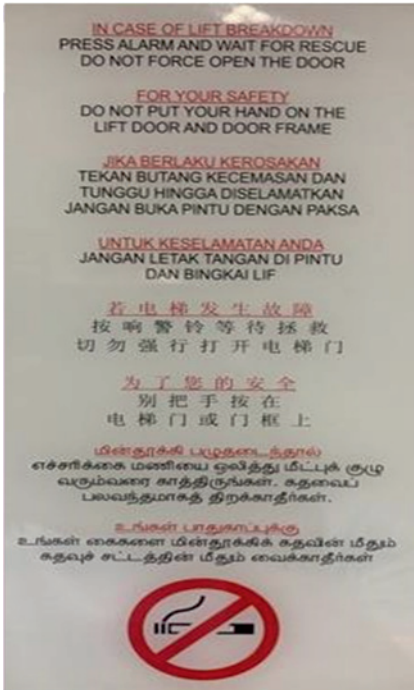 IN CASE OF LIFT BREAKDOWN
PRESS ALARM AND WAIT FOR RESCUE
DO NOT FORCE OPEN THE DOOR
FOR YOUR SAFETY
DO NOT PUT YOUR HAND ON THE
LIFT DOOR AND DOOR FRAME
JIKA BERLAKU KEROSAKAN
TEKAN BUTANG KECEMASAN DAN
TUNGGU HINGGA DISELAMATKAN
JANGAN BUKA PINTU DENGAN PAKSA
UNTUK KESELAMATAN ANDA
JANGAN LETAK TANGAN DI PINTU
DAN BINGKAI LIF
若电梯发生故障
按响警铃等待拯救
切勿强行打开电梯门
为了您的安全
别把手按在
电梯门或门框上
மின்தூக்கி பழுதடைந்தால்
எச்சரிக்கை மணியை ஒலித்து மீட்புக் குழு
வரும்வரை காத்திருங்கள். கதவைப்
பலவந்தமாகத் திறக்காதீர்கள்.
உங்கள் பாதுகாப்புக்கு
உங்கள் கைகளை மின்தூக்கிக் கதவின் மீதும்
கதவுச் சட்டத்தின் மீதும் வைக்காதீர்கள்